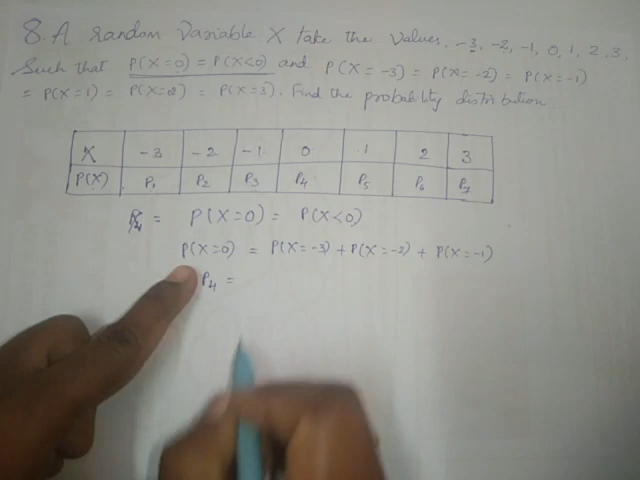 8. A random Variable X take the Values, -3, -2, -1, 0, 1, 2, 3,
Such that P(X=0) = P(X<0) and P(X=-3) = P(X=-2) = P(X=-1)
= P(X=1) = P(X=2) = P(X=3). Find the probability distribution
X -3 -2 -1 0 1 2 3
P(X) P₁ P₂ P₃ P₄ P₅ P₆ P₇
= P(X=0) = P(X<0)
P(X=0) = P(X=-3) + P(X=-2) + P(X=-1)
P₄ =